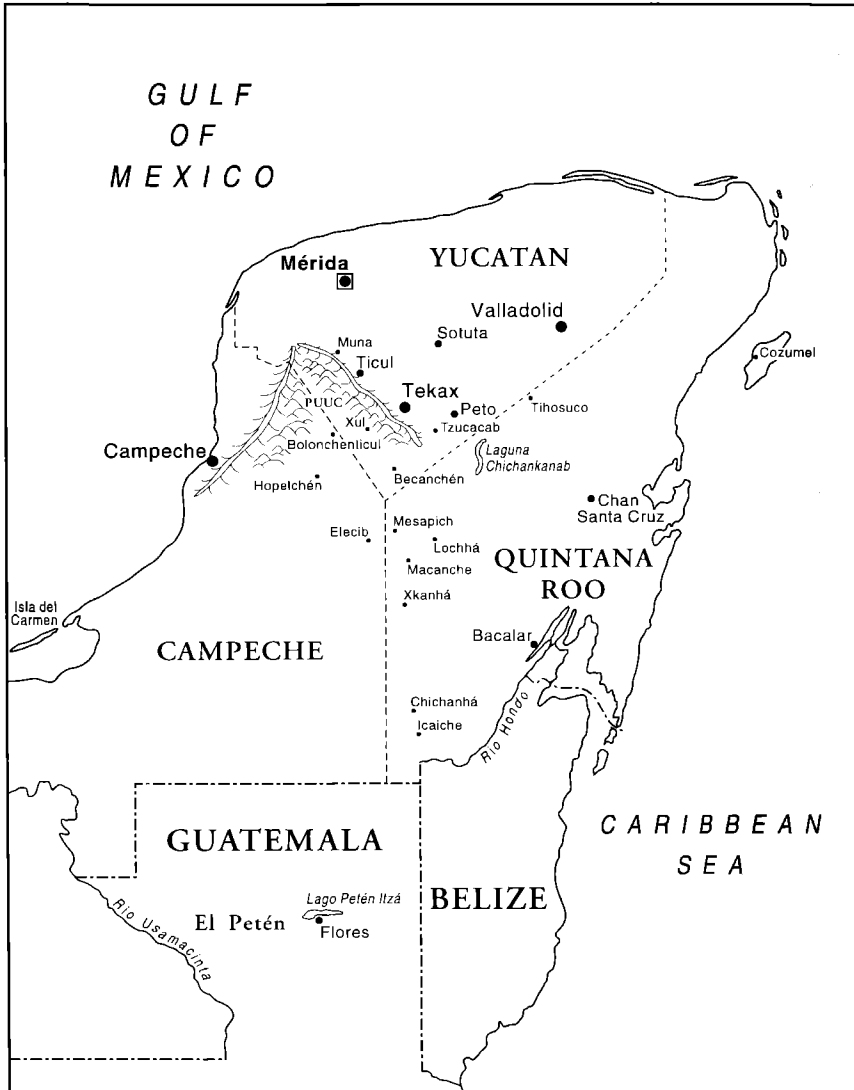 GULF
OF
MEXICO
YUCATAN
Mérida
Valladolid
Sotuta
Muna
Ticul
Cozumel
Tekax
PUUC
Peto
Tihosuco
Xul
Tzucacab
Bolonchenticul
Campeche
Laguna
Chichankanab
Hopelchén
Becanchén
Chan
Santa Cruz
Mesapich
Elecib
Lochhá
QUINTANA
ROO
Macanche
Xkanhá
Isla del
Carmen
Bacalar
CAMPECHE
Chichanhá
Icaiche
Rio Hondo
CARIBBEAN
SEA
GUATEMALA
Lago Petén Itzá
BELIZE
El Petén
Flores
Rio Usamacinta